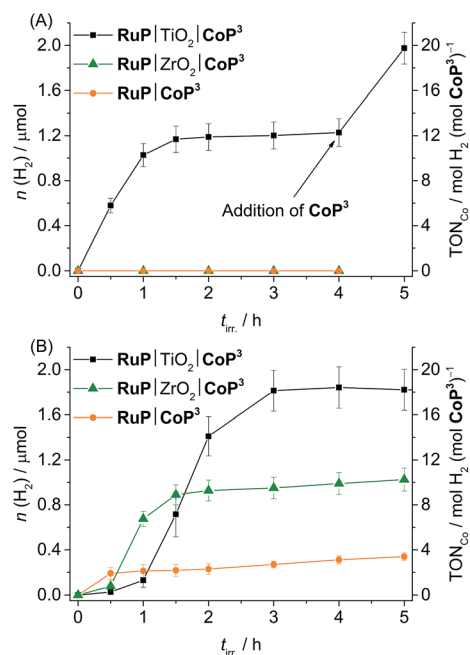 (A)
RuP|TiO₂|CoP³
RuP|ZrO₂|CoP³
RuP|CoP³
2.0
1.6
1.2
0.8
0.4
0.0
n (H₂) / μmol
20
16
12
8
4
0
TON_Co / mol H₂ (mol CoP³)⁻¹
Addition of CoP³
0 1 2 3 4 5
t_irr. / h
(B)
RuP|TiO₂|CoP³
RuP|ZrO₂|CoP³
RuP|CoP³
2.0
1.6
1.2
0.8
0.4
0.0
n (H₂) / μmol
20
16
12
8
4
0
TON_Co / mol H₂ (mol CoP³)⁻¹
0 1 2 3 4 5
t_irr. / h